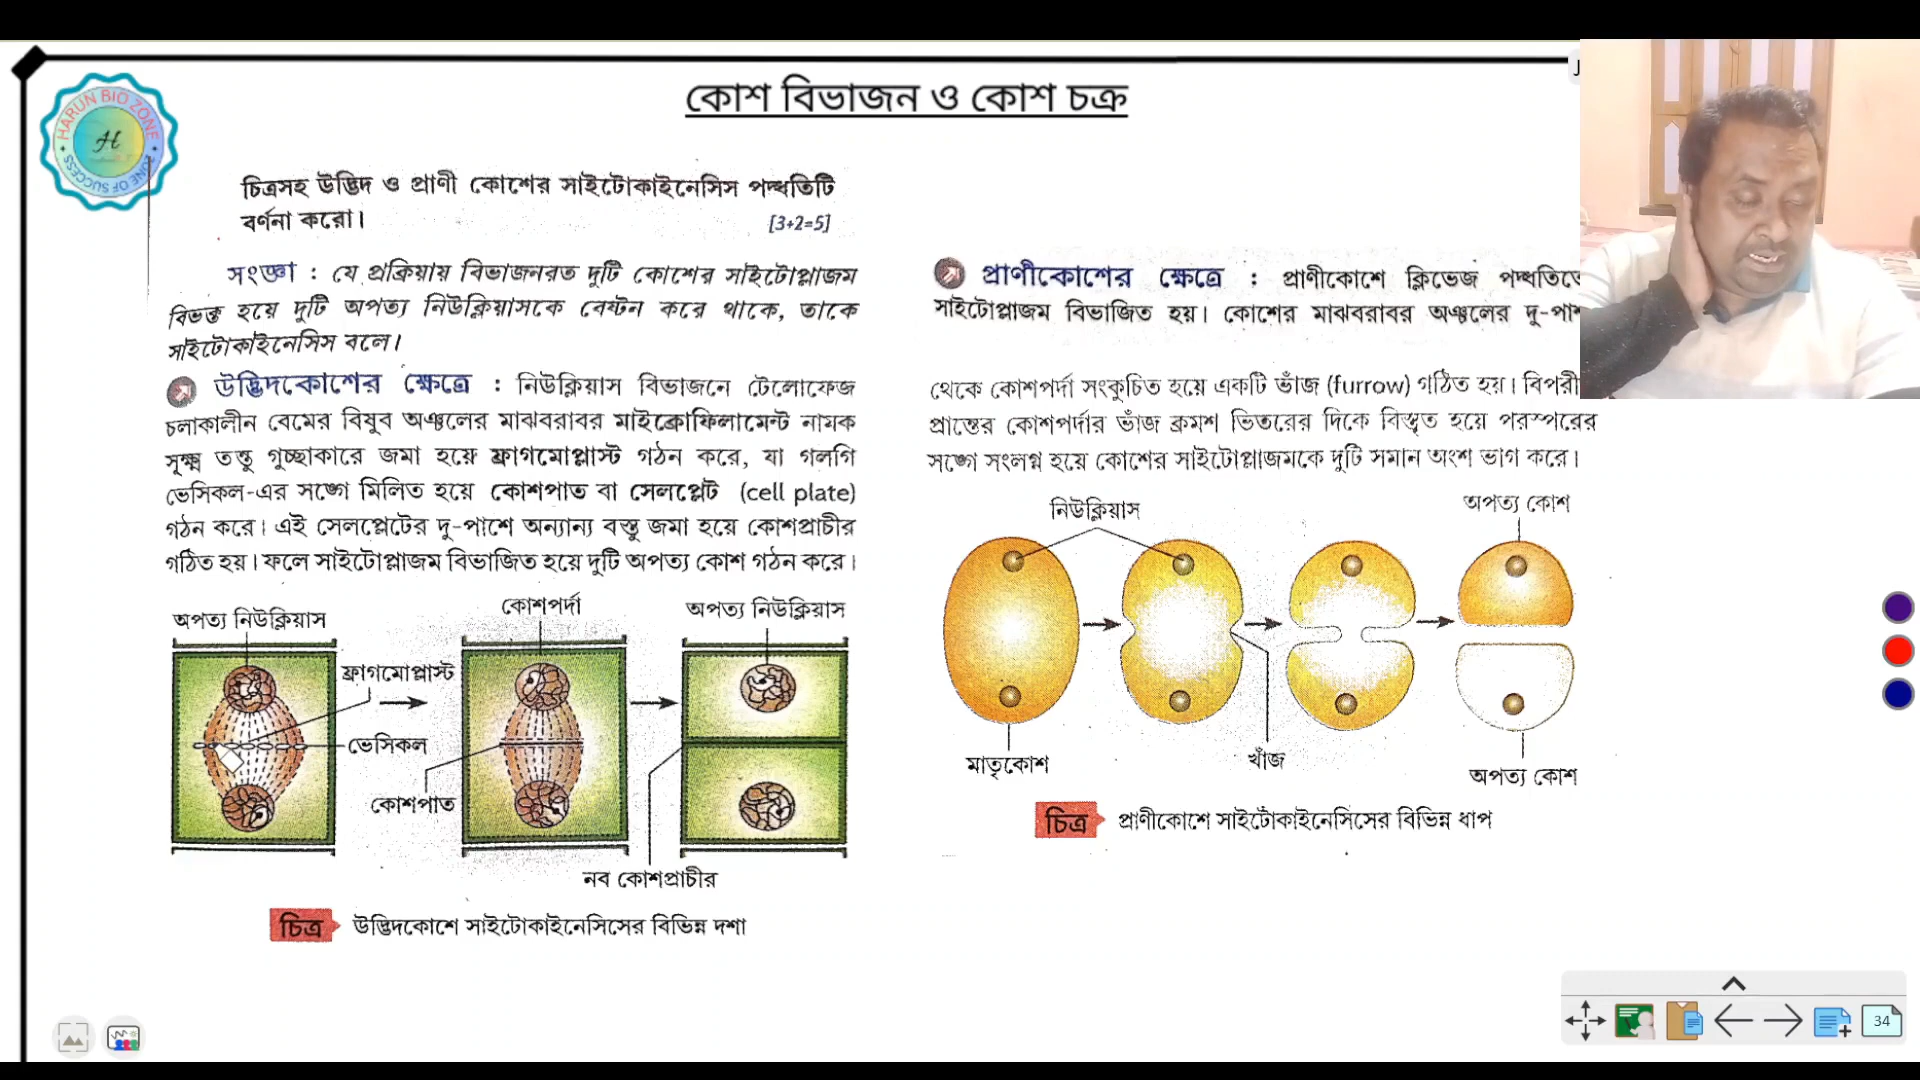 কোশ বিভাজন ও কোশ চক্র
HARUN BIO ZONE
H
ZONE OF SUCCESS
চিত্রসহ উদ্ভিদ ও প্রাণী কোশের সাইটোকাইনেসিস পদ্ধতিটি
বর্ণনা করো।
[3+2=5]
সংজ্ঞা : যে প্রক্রিয়ায় বিভাজনরত দুটি কোশের সাইটোপ্লাজম
বিভক্ত হয়ে দুটি অপত্য নিউক্লিয়াসকে বেষ্টন করে থাকে, তাকে
সাইটোকাইনেসিস বলে।
উদ্ভিদকোশের ক্ষেত্রে : নিউক্লিয়াস বিভাজনে টেলোফেজ
চলাকালীন বেমের বিষুব অঞ্চলের মাঝবরাবর মাইক্রোফিলামেন্ট নামক
সূক্ষ্ম তন্তু গুচ্ছাকারে জমা হয়ে ফ্রাগমোপ্লাস্ট গঠন করে, যা গলগি
ভেসিকল-এর সঙ্গে মিলিত হয়ে কোশপাত বা সেলপ্লেট (cell plate)
গঠন করে। এই সেলপ্লেটের দু-পাশে অন্যান্য বস্তু জমা হয়ে কোশপ্রাচীর
গঠিত হয়। ফলে সাইটোপ্লাজম বিভাজিত হয়ে দুটি অপত্য কোশ গঠন করে।
অপত্য নিউক্লিয়াস
কোশপর্দা
অপত্য নিউক্লিয়াস
ফ্রাগমোপ্লাস্ট
ভেসিকল
কোশপাত
নব কোশপ্রাচীর
চিত্র উদ্ভিদকোশে সাইটোকাইনেসিসের বিভিন্ন দশা
প্রাণীকোশের ক্ষেত্রে : প্রাণীকোশে ক্লিভেজ পদ্ধতিতে
সাইটোপ্লাজম বিভাজিত হয়। কোশের মাঝবরাবর অঞ্চলের দু-পাশ
থেকে কোশপর্দা সংকুচিত হয়ে একটি ভাঁজ (furrow) গঠিত হয়। বিপরী
প্রান্তের কোশপর্দার ভাঁজ ক্রমশ ভিতরের দিকে বিস্তৃত হয়ে পরস্পরের
সঙ্গে সংলগ্ন হয়ে কোশের সাইটোপ্লাজমকে দুটি সমান অংশ ভাগ করে।
নিউক্লিয়াস
অপত্য কোশ
মাতৃকোশ
খাঁজ
অপত্য কোশ
চিত্র প্রাণীকোশে সাইটোকাইনেসিসের বিভিন্ন ধাপ
34